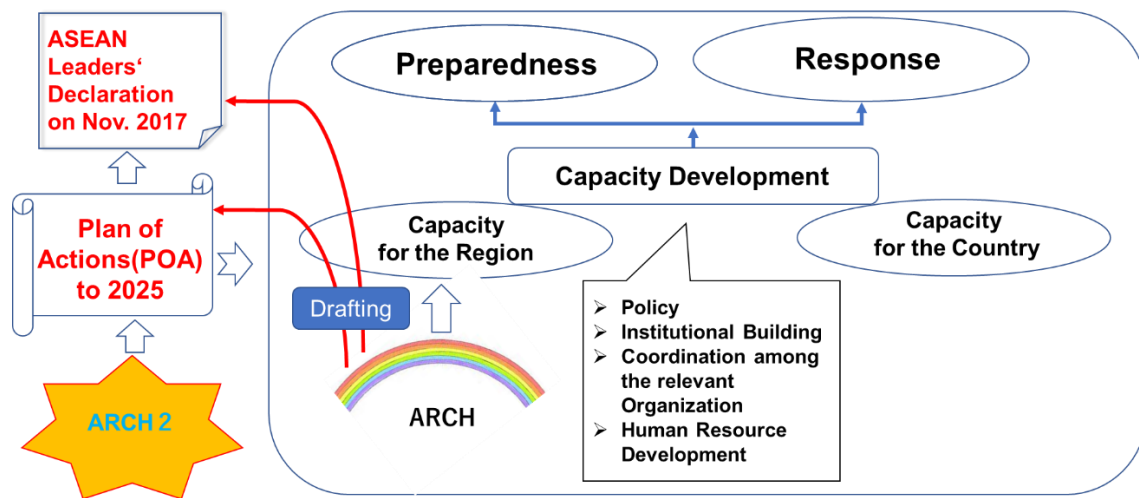 ASEAN
Leaders‘
Declaration
on Nov. 2017
Plan of
Actions(POA)
to 2025
ARCH 2
Preparedness
Response
Capacity Development
Capacity
for the Region
Capacity
for the Country
Drafting
ARCH
➢ Policy
➢ Institutional Building
➢ Coordination among
the relevant
Organization
➢ Human Resource
Development